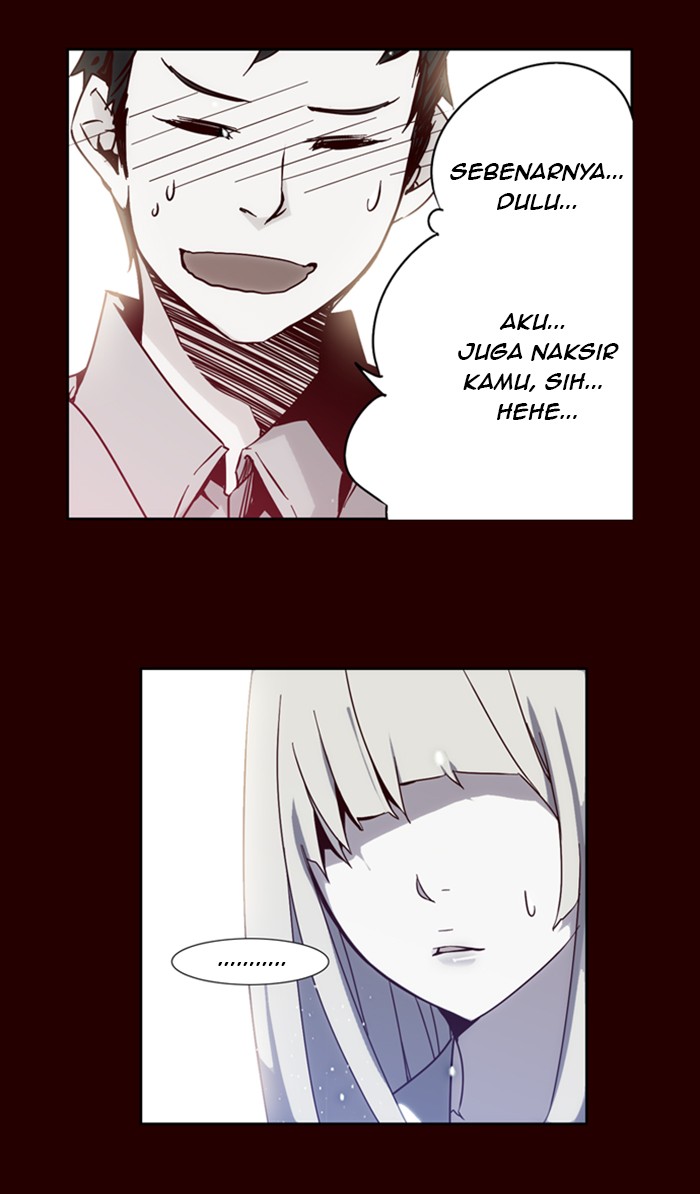 SEBENARNYA...
DULU...
AKU...
JUGA NAKSIR
KAMU, SIH...
HEHE...
...........